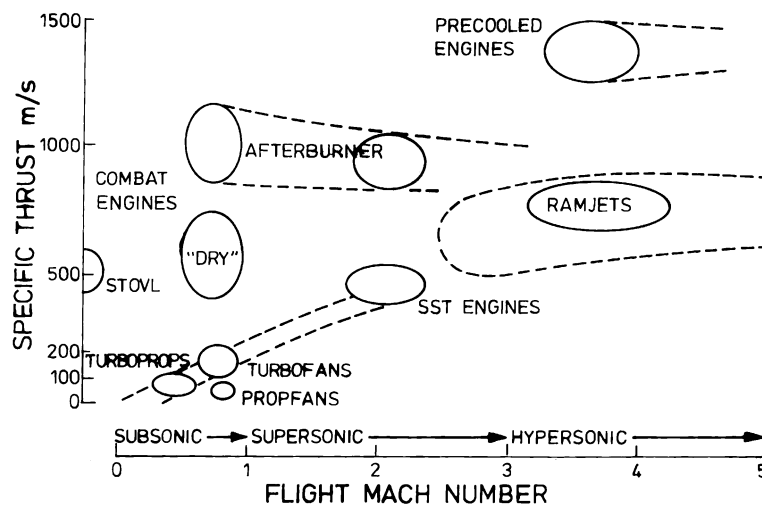 1500
PRECOOLED
ENGINES
SPECIFIC THRUST m/s
1000
AFTERBURNER
COMBAT
ENGINES
RAMJETS
"DRY"
500
STOVL
SST ENGINES
200
TURBOPROPS
TURBOFANS
100
PROPFANS
0
SUBSONIC SUPERSONIC HYPERSONIC
0 1 2 3 4 5
FLIGHT MACH NUMBER